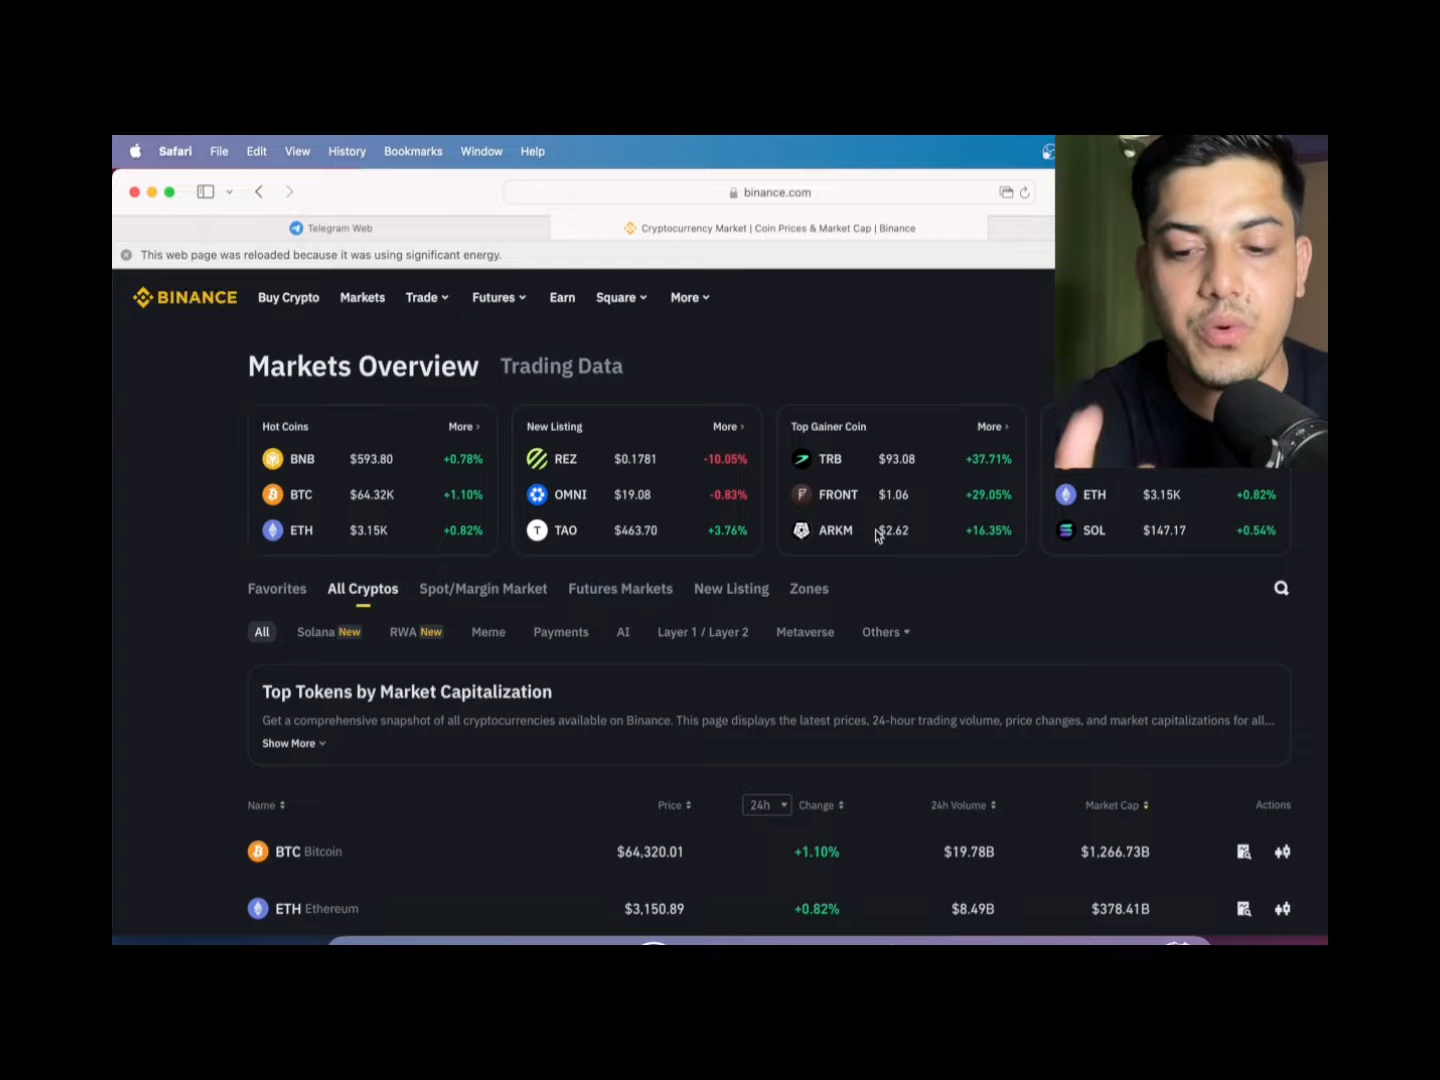 Safari File Edit View History Bookmarks Window Help
binance.com
Telegram Web
Cryptocurrency Market | Coin Prices & Market Cap | Binance
This web page was reloaded because it was using significant energy.
BINANCE Buy Crypto Markets Trade Futures Earn Square More
Markets Overview Trading Data
Hot Coins More
BNB $593.80 +0.78%
BTC $64.32K +1.10%
ETH $3.15K +0.82%
New Listing More
REZ $0.1781 -10.05%
OMNI $19.08 -0.83%
T TAO $463.70 +3.76%
Top Gainer Coin More
TRB $93.08 +37.71%
F FRONT $1.06 +29.05%
ARKM $2.62 +16.35%
ETH $3.15K +0.82%
SOL $147.17 +0.54%
Favorites All Cryptos Spot/Margin Market Futures Markets New Listing Zones
All Solana New RWA New Meme Payments AI Layer 1 / Layer 2 Metaverse Others
Top Tokens by Market Capitalization
Get a comprehensive snapshot of all cryptocurrencies available on Binance. This page displays the latest prices, 24-hour trading volume, price changes, and market capitalizations for all...
Show More
Name Price 24h Change 24h Volume Market Cap Actions
BTC Bitcoin $64,320.01 +1.10% $19.78B $1,266.73B
ETH Ethereum $3,150.89 +0.82% $8.49B $378.41B